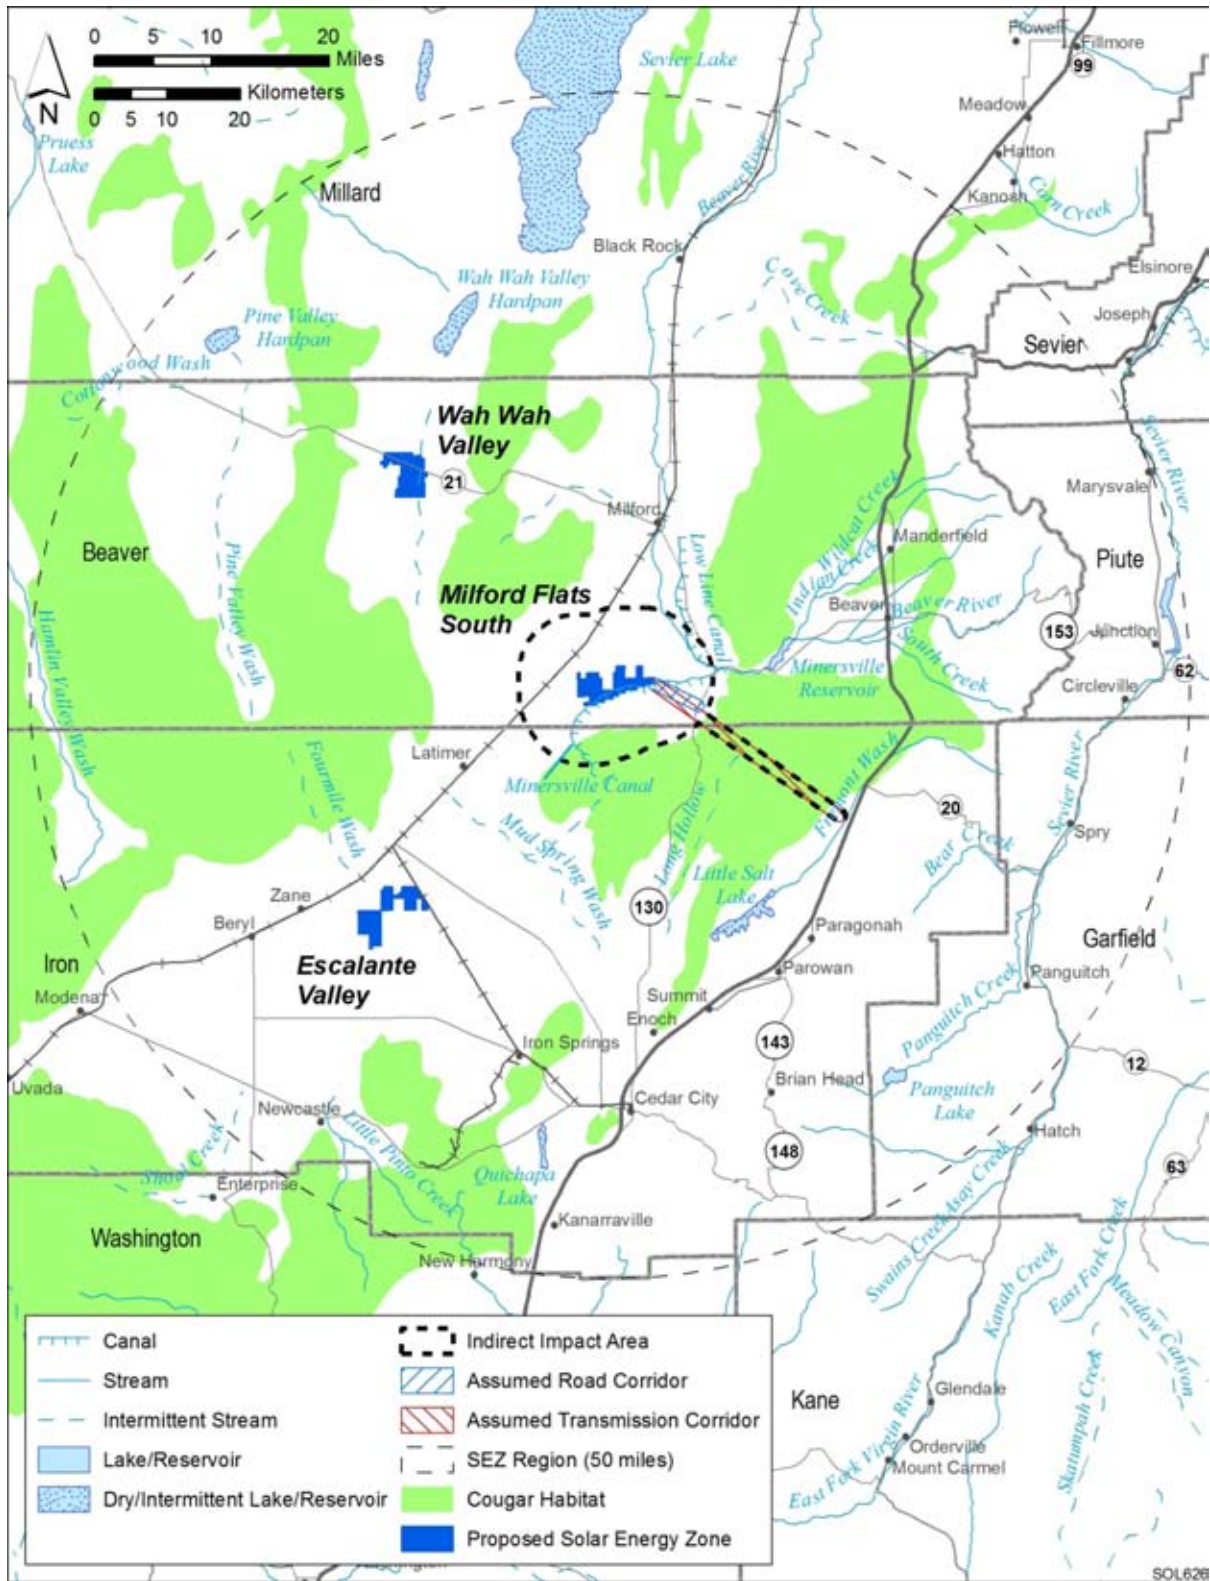 0 5 10 20
Miles
Kilometers
0 5 10 20
N
Pruess
Lake
Millard
Sevier Lake
Beaver River
Flowell
Fillmore
99
Meadow
Hatton
Kanosh
Corn Creek
Black Rock
Elsinore
Joseph
Sevier
Cove Creek
Wah Wah Valley
Hardpan
Pine Valley
Hardpan
Cottonwood Wash
Wah Wah
Valley
21
Milford
Sevier River
Marysvale
Piute
Beaver
Pine Valley Wash
Hamlin Valley Wash
Milford Flats
South
Low Line Canal
Wildcat Creek
Indian Creek
Manderfield
Beaver
Beaver River
South Creek
Minersville
Reservoir
153
Junction
62
Circleville
Latimer
Minersville Canal
Fourmile Wash
Mud Spring Wash
Long Hollow
Fremont Wash
20
Bear Creek
Sevier River
Spry
Little Salt
Lake
130
Zane
Beryl
Escalante
Valley
Iron
Modena
Paragonah
Parowan
Garfield
Panguitch
Panguitch Creek
Summit
Enoch
143
Iron Springs
Uvada
Brian Head
Panguitch
Lake
12
Cedar City
Newcastle
Little Pinto Creek
Hatch
148
63
Shoal Creek
Enterprise
Quichapa
Lake
Washington
Kanarraville
New Harmony
Swains Creek
Asay Creek
Kanab Creek
East Fork Creek
Meadow Canyon
Skutumpah Creek
Kane
Glendale
Orderville
Mount Carmel
East Fork Virgin River
Canal
Stream
Intermittent Stream
Lake/Reservoir
Dry/Intermittent Lake/Reservoir
Indirect Impact Area
Assumed Road Corridor
Assumed Transmission Corridor
SEZ Region (50 miles)
Cougar Habitat
Proposed Solar Energy Zone